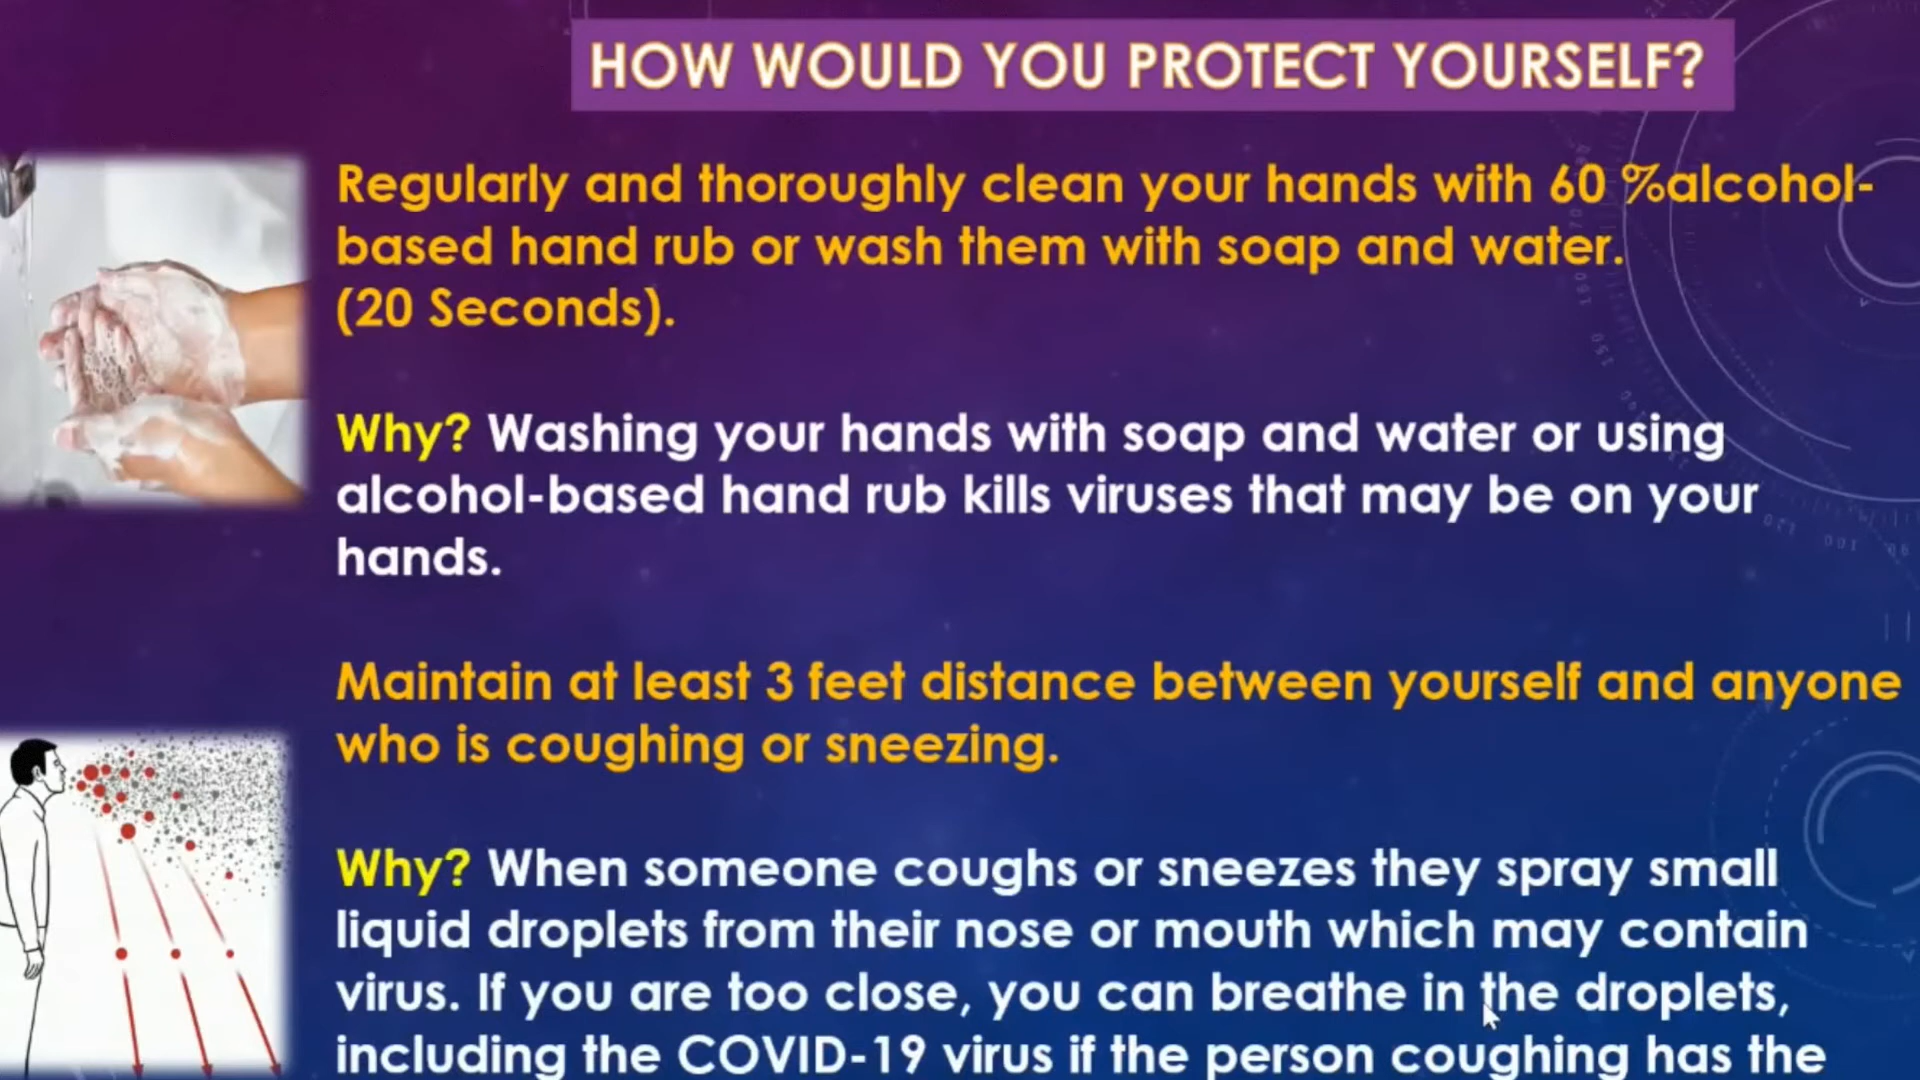 HOW WOULD YOU PROTECT YOURSELF?
Regularly and thoroughly clean your hands with 60 %alcohol-
based hand rub or wash them with soap and water.
(20 Seconds).
Why? Washing your hands with soap and water or using
alcohol-based hand rub kills viruses that may be on your
hands.
Maintain at least 3 feet distance between yourself and anyone
who is coughing or sneezing.
Why? When someone coughs or sneezes they spray small
liquid droplets from their nose or mouth which may contain
virus. If you are too close, you can breathe in the droplets,
including the COVID-19 virus if the person coughing has the